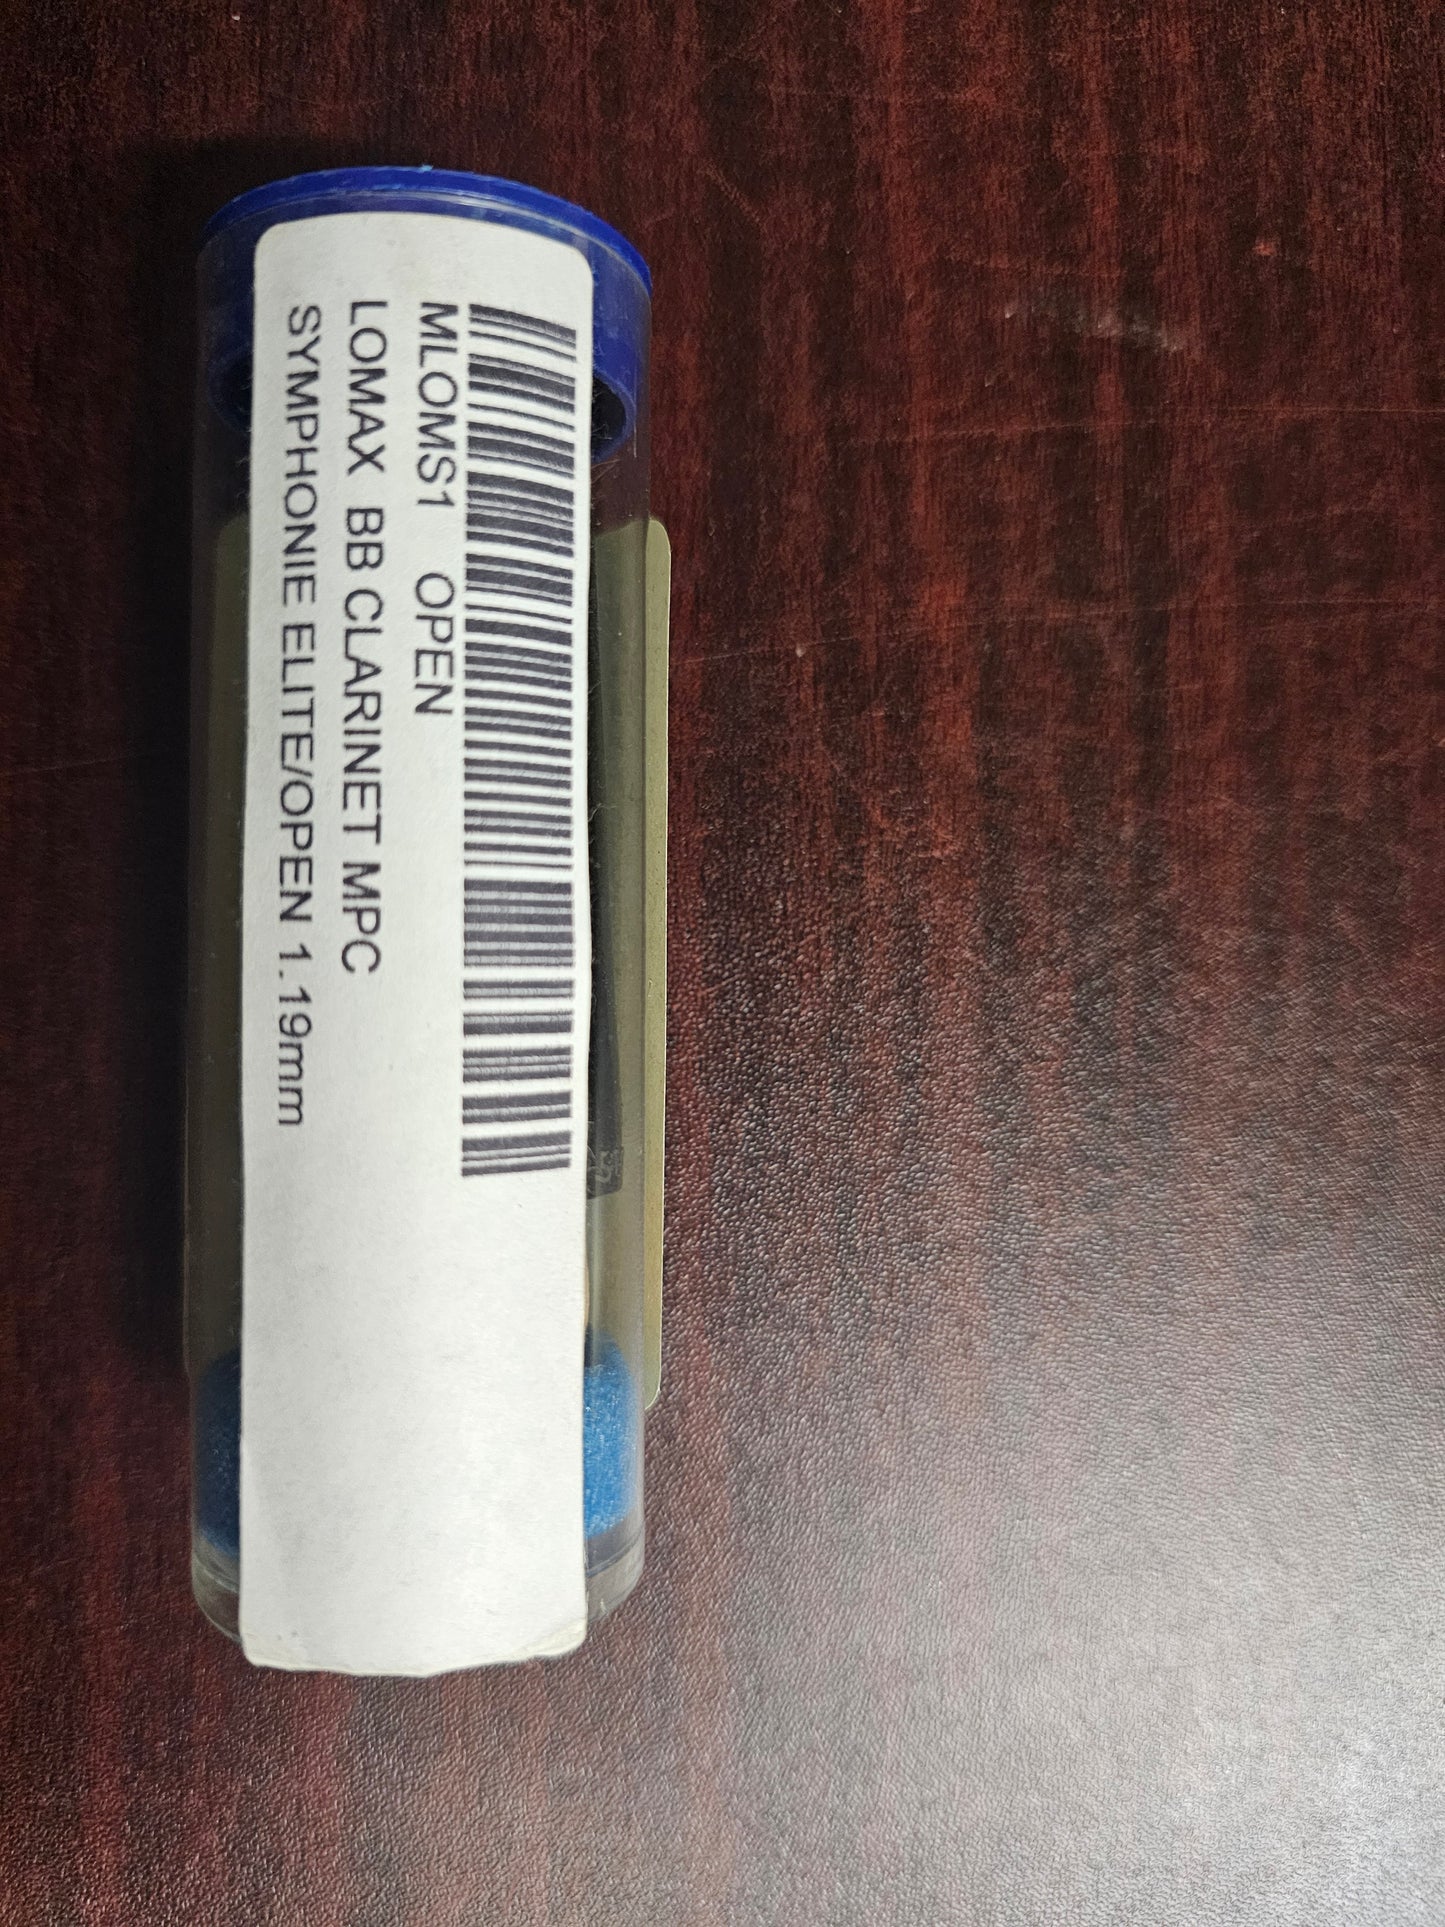 MLOMS1 OPEN
LOMAX BB CLARINET MPC
SYMPHONIE ELITE/OPEN 1.19mm